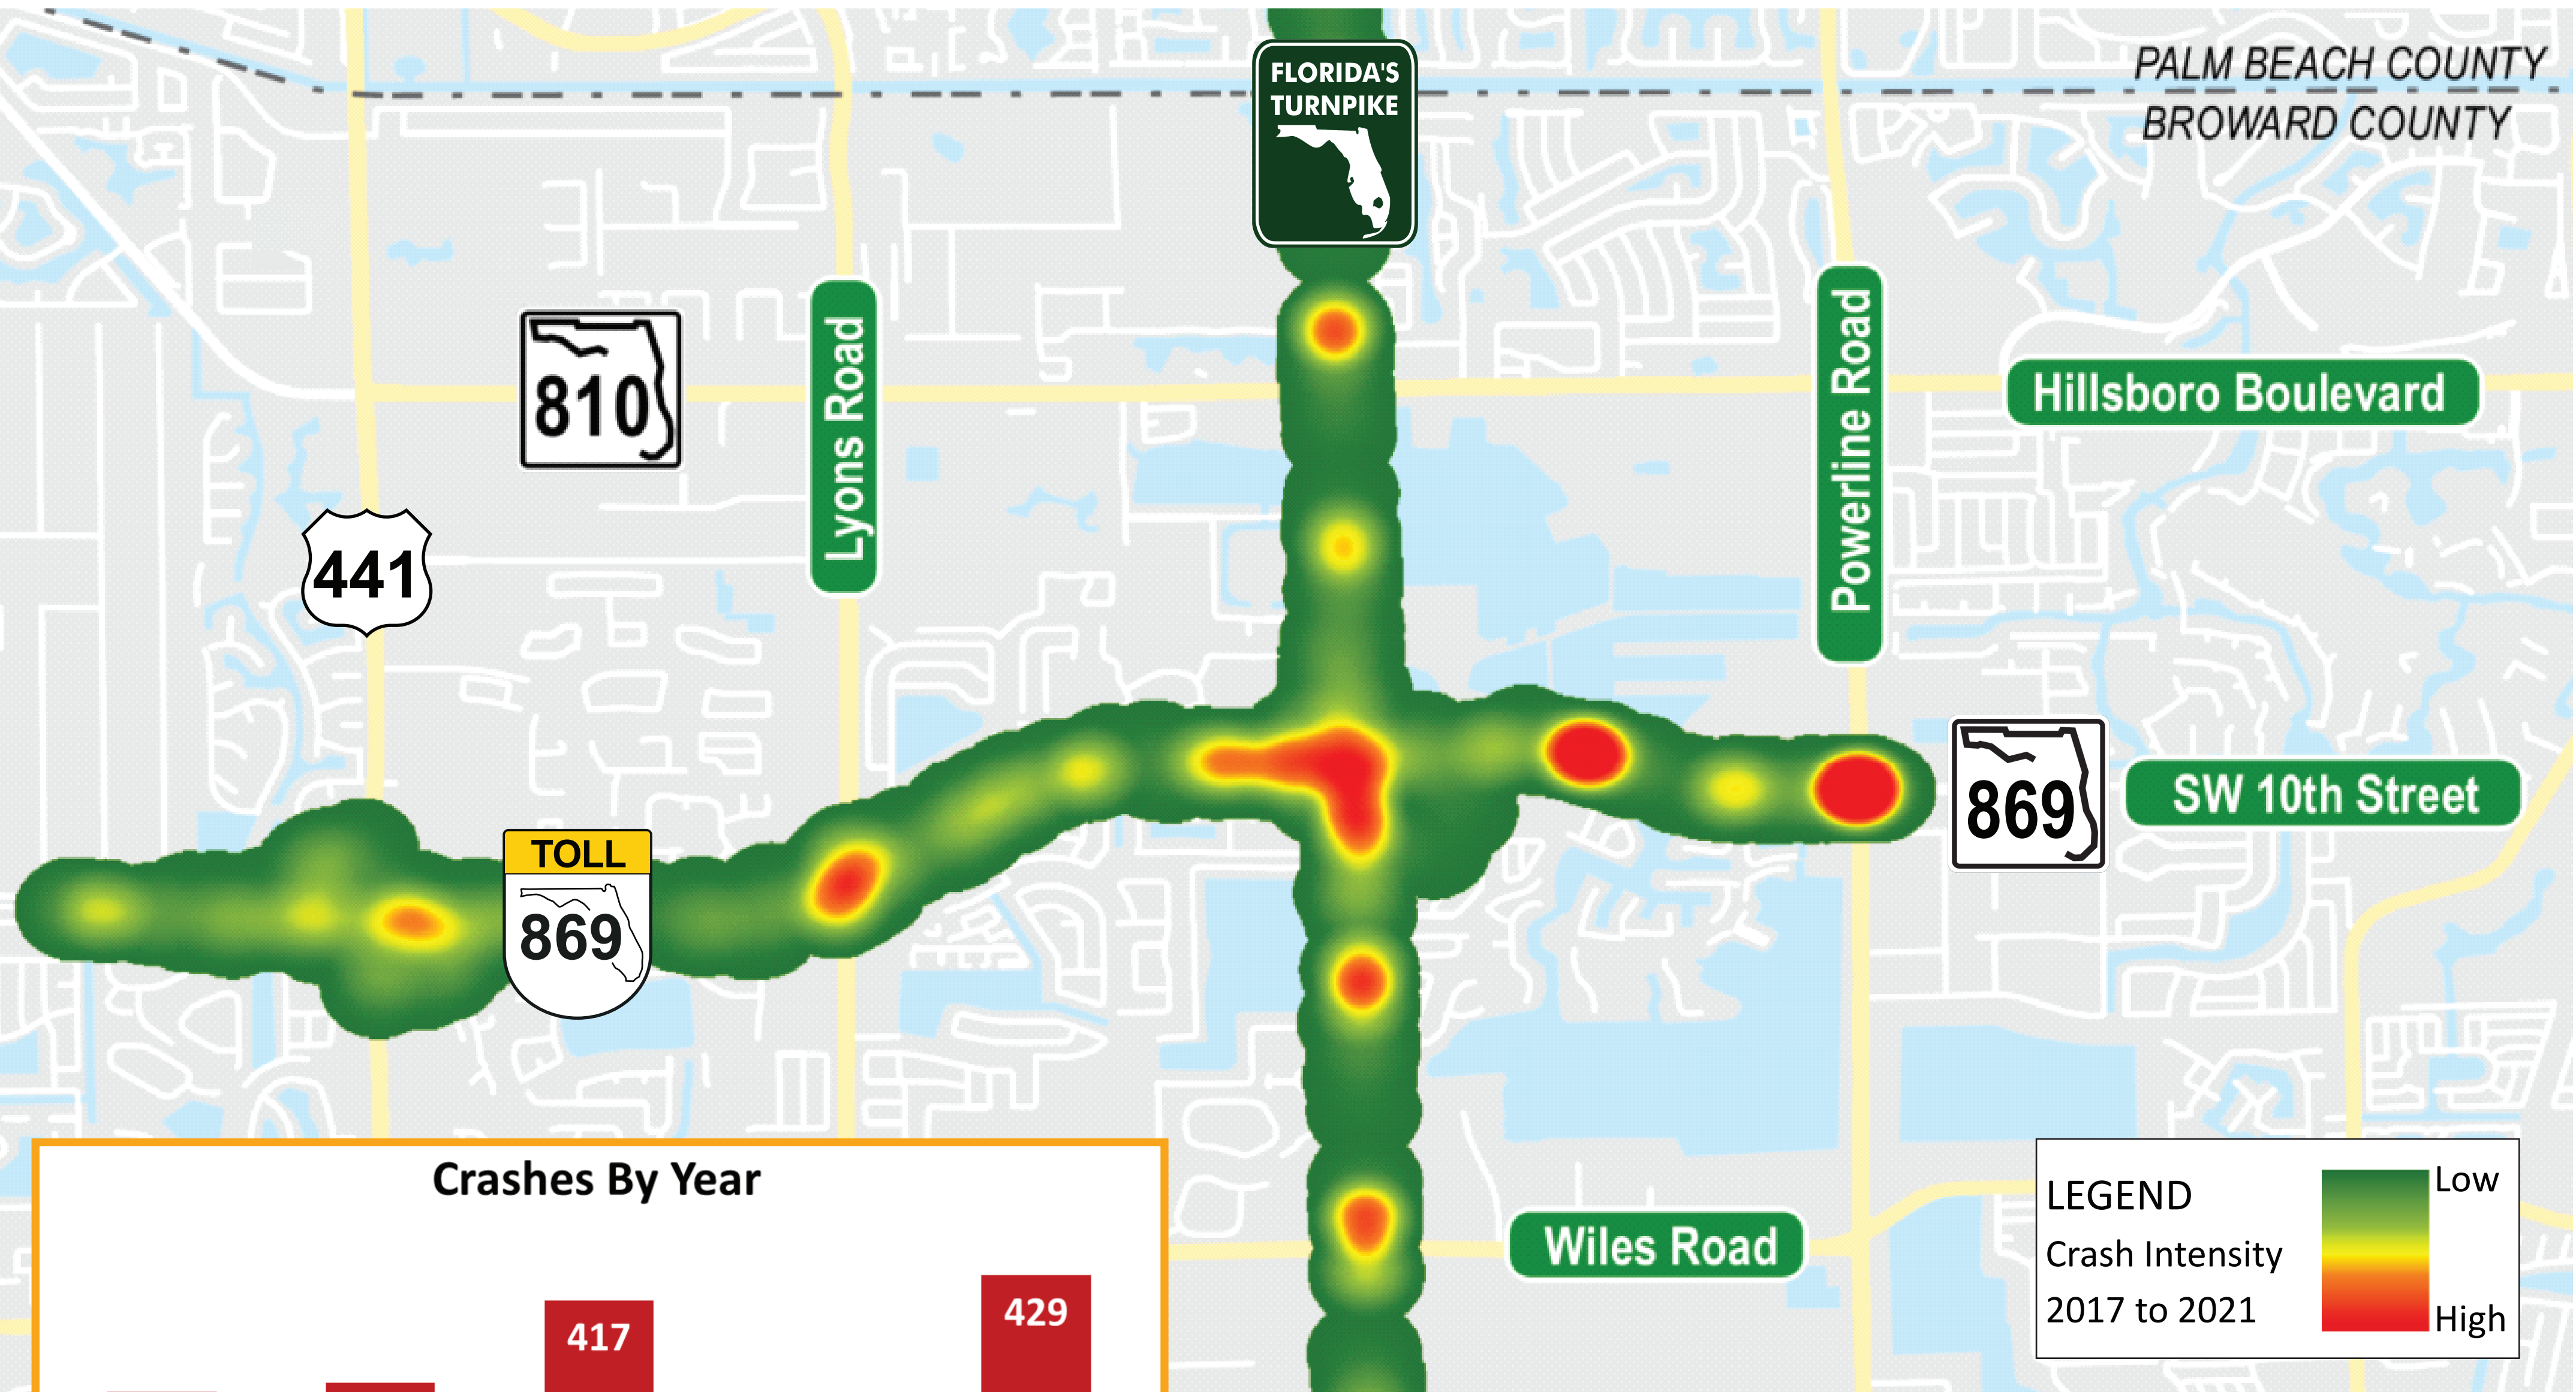 PALM BEACH COUNTY
BROWARD COUNTY
FLORIDA'S
TURNPIKE
810
Lyons Road
Powerline Road
Hillsboro Boulevard
441
TOLL
869
869
SW 10th Street
Wiles Road
Crashes By Year
417
429
LEGEND
Crash Intensity
2017 to 2021
Low
High